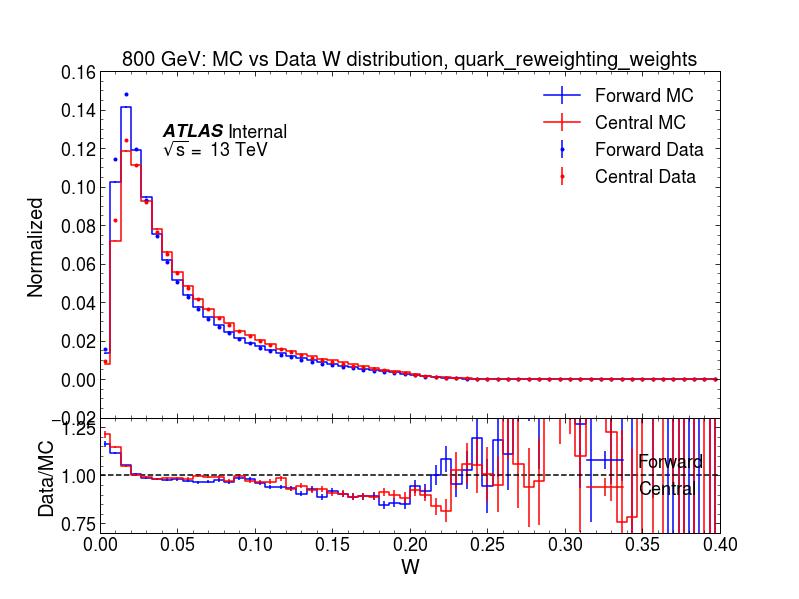 800 GeV: MC vs Data W distribution, quark_reweighting_weights
0.16
0.14
0.12
0.10
0.08
0.06
0.04
0.02
0.00
−0.02
Normalized
ATLAS Internal
√s = 13 TeV
Forward MC
Central MC
Forward Data
Central Data
1.25
1.00
0.75
Data/MC
Forward
Central
0.00 0.05 0.10 0.15 0.20 0.25 0.30 0.35 0.40
W